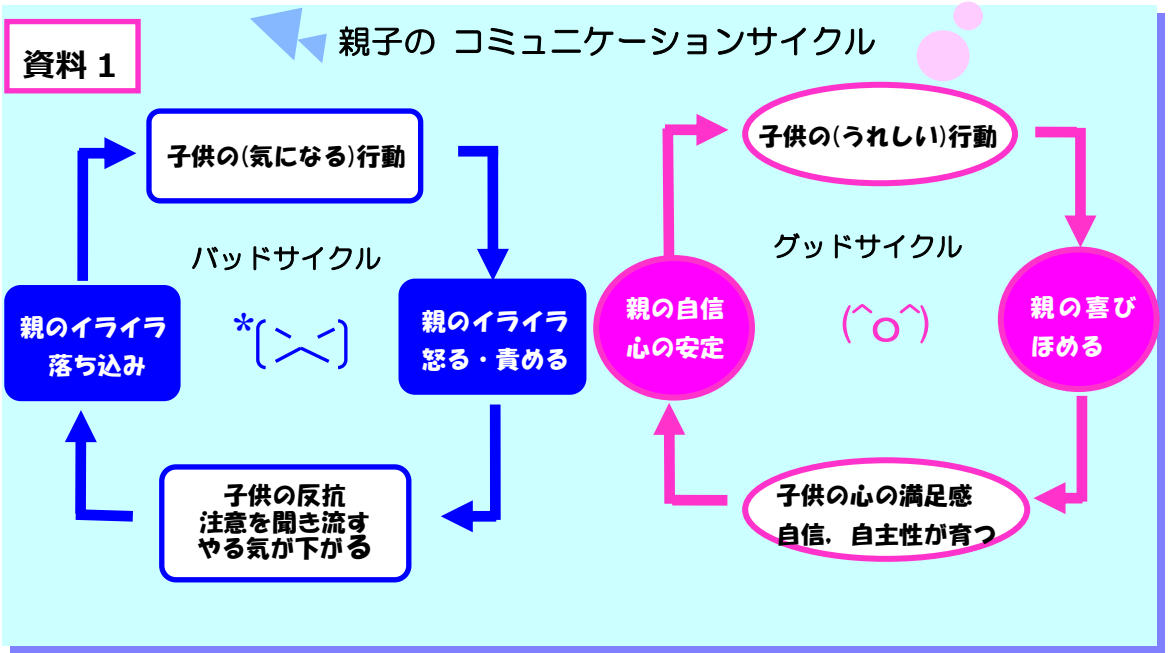 資料 1
親子の コミュニケーションサイクル
子供の(気になる)行動
バッドサイクル
親のイライラ
怒る・責める
子供の反抗
注意を聞き流す
やる気が下がる
親のイライラ
落ち込み
子供の(うれしい)行動
グッドサイクル
(^o^)
親の喜び
ほめる
子供の心の満足感
自信，自主性が育つ
親の自信
心の安定